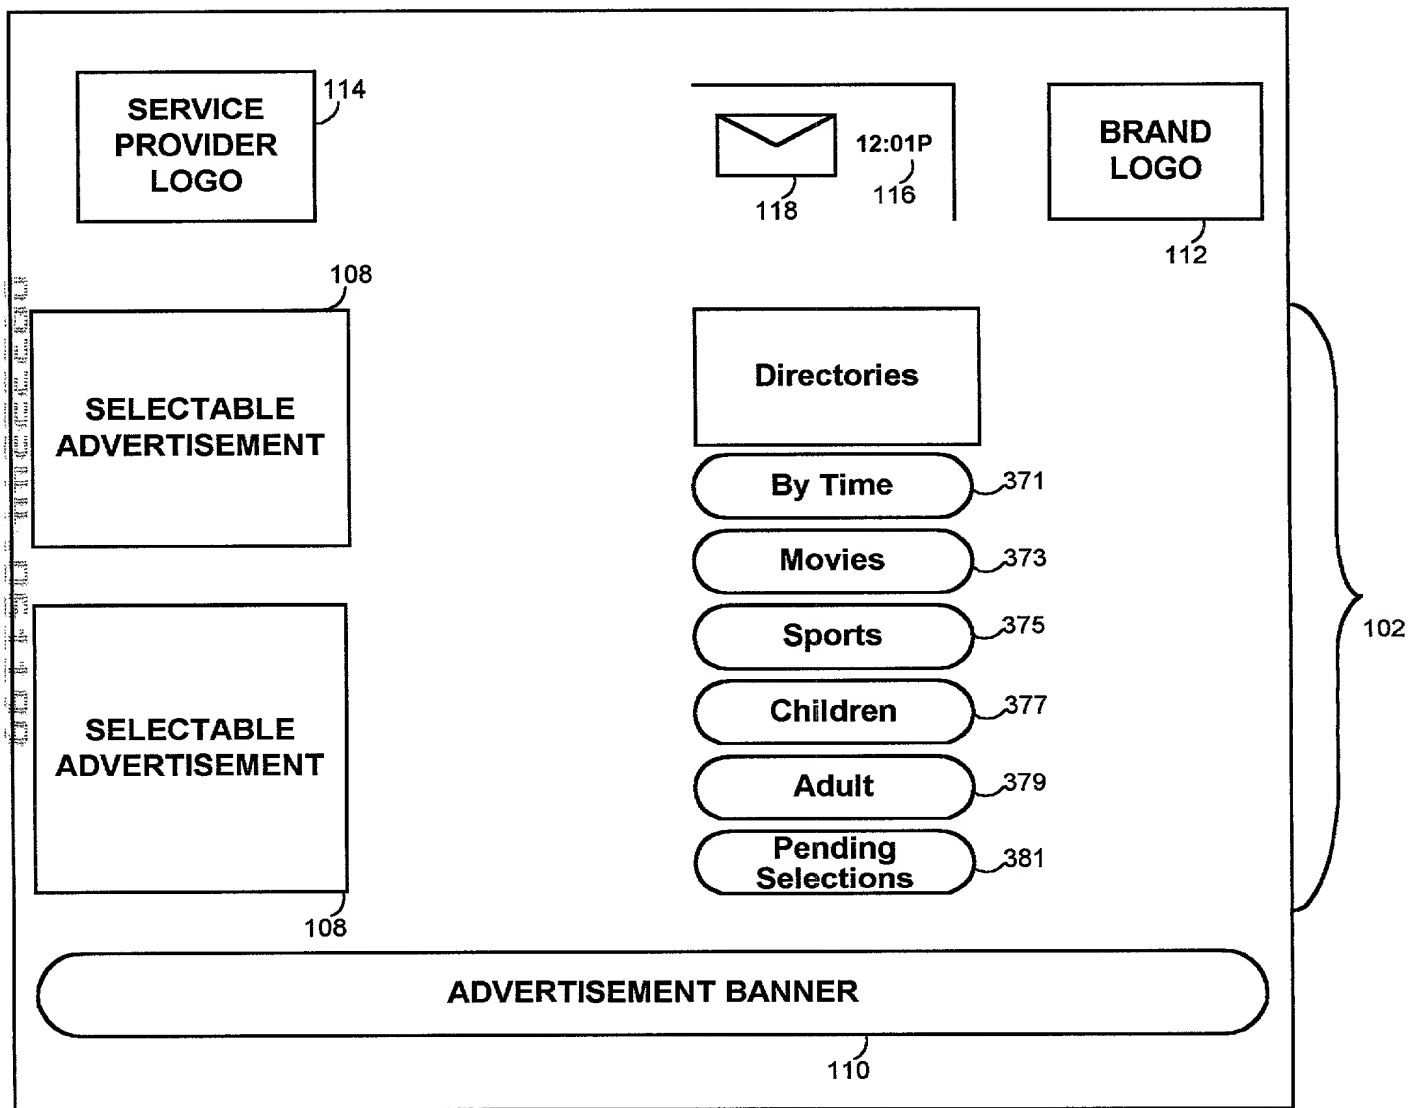 SERVICE
PROVIDER
LOGO
114
12:01P
118
116
BRAND
LOGO
112
108
SELECTABLE
ADVERTISEMENT
Directories
By Time
371
Movies
373
Sports
375
Children
377
Adult
379
Pending
Selections
381
102
SELECTABLE
ADVERTISEMENT
108
ADVERTISEMENT BANNER
110